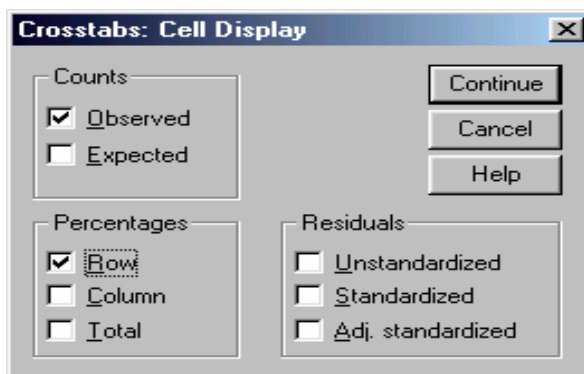 Crosstabs: Cell Display
Counts
Observed
Expected
Continue
Cancel
Help
Percentages
Row
Column
Total
Residuals
Unstandardized
Standardized
Adj. standardized